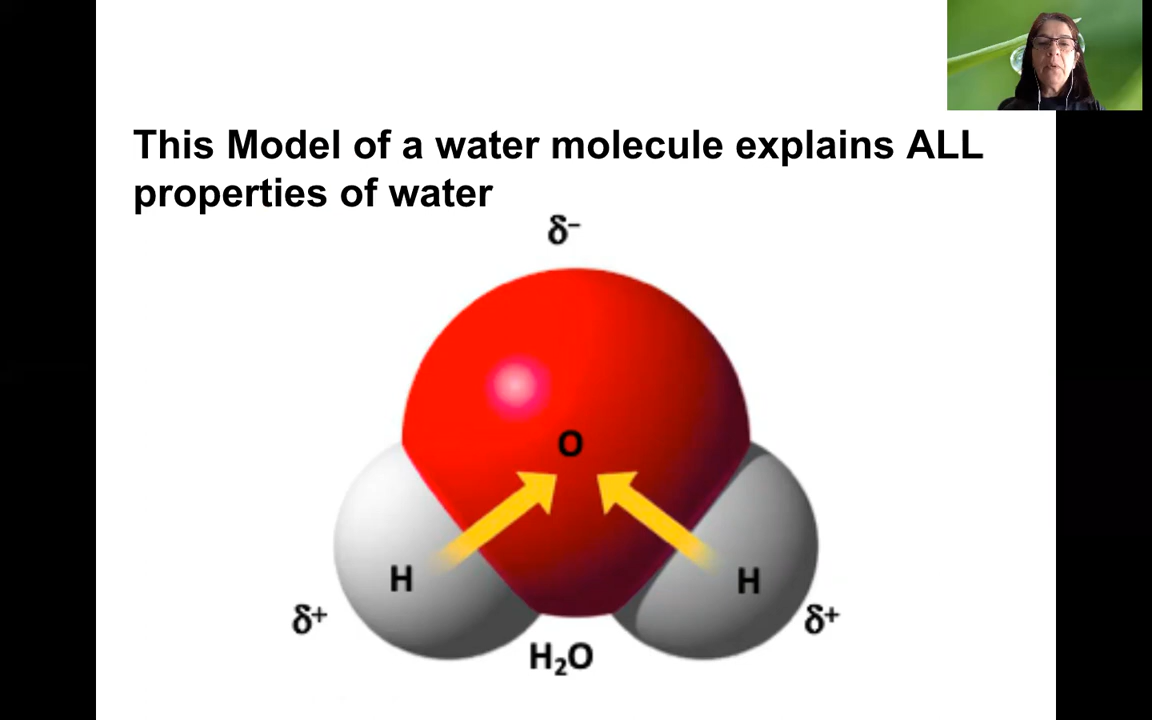 This Model of a water molecule explains ALL
properties of water
δ−
O
H
H
δ+
δ+
H₂O